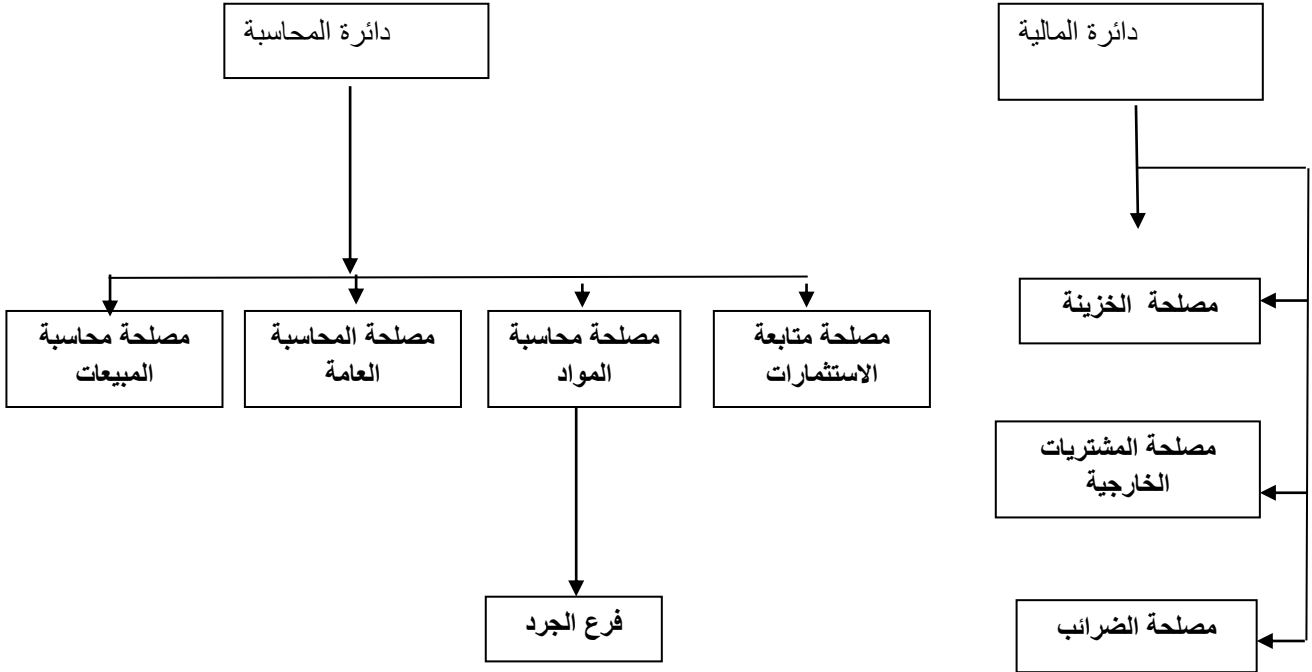 دائرة المالية
دائرة المحاسبة
مصلحة الخزينة
مصلحة متابعة
الاستثمارات
مصلحة محاسبة
المواد
مصلحة المحاسبة
العامة
مصلحة محاسبة
المبيعات
مصلحة المشتريات
الخارجية
مصلحة الضرائب
فرع الجرد